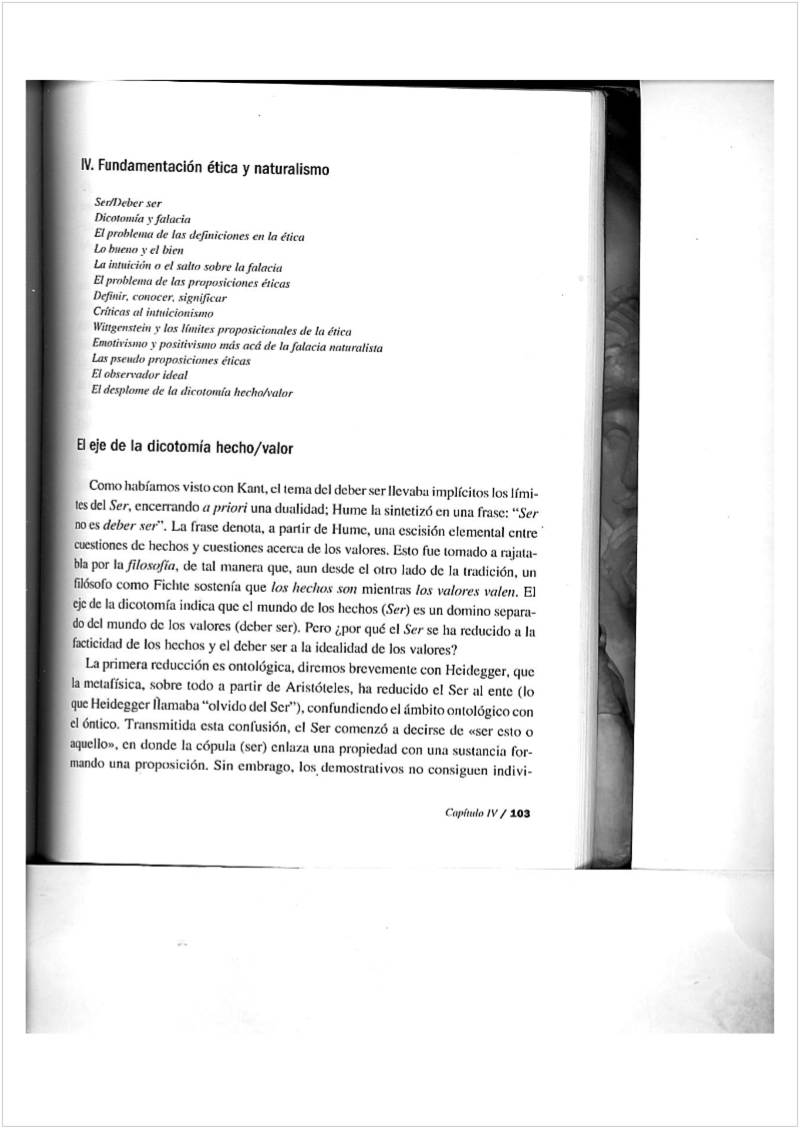 IV. Fundamentación ética y naturalismo
Ser/Deber ser
Dicotomía y falacia
El problema de las definiciones en la ética
Lo bueno y el bien
La intuición o el salto sobre la falacia
El problema de las proposiciones éticas
Definir, conocer, significar
Críticas al intuicionismo
Wittgenstein y los límites proposicionales de la ética
Emotivismo y positivismo más acá de la falacia naturalista
Las pseudo proposiciones éticas
El observador ideal
El desplome de la dicotomía hecho/valor
El eje de la dicotomía hecho/valor
Como habíamos visto con Kant, el tema del deber ser llevaba implícitos los lími-
tes del Ser, encerrando a priori una dualidad; Hume la sintetizó en una frase: “Ser
no es deber ser”. La frase denota, a partir de Hume, una escisión elemental entre
cuestiones de hechos y cuestiones acerca de los valores. Esto fue tomado a rajata-
bla por la filosofía, de tal manera que, aun desde el otro lado de la tradición, un
filósofo como Fichte sostenía que los hechos son mientras los valores valen. El
eje de la dicotomía indica que el mundo de los hechos (Ser) es un domino separa-
do del mundo de los valores (deber ser). Pero ¿por qué el Ser se ha reducido a la
facticidad de los hechos y el deber ser a la idealidad de los valores?
La primera reducción es ontológica, diremos brevemente con Heidegger, que
la metafísica, sobre todo a partir de Aristóteles, ha reducido el Ser al ente (lo
que Heidegger llamaba “olvido del Ser”), confundiendo el ámbito ontológico con
el óntico. Transmitida esta confusión, el Ser comenzó a decirse de «ser esto o
aquello», en donde la cópula (ser) enlaza una propiedad con una sustancia for-
mando una proposición. Sin embrago, los demostrativos no consiguen indivi-
Capítulo IV / 103